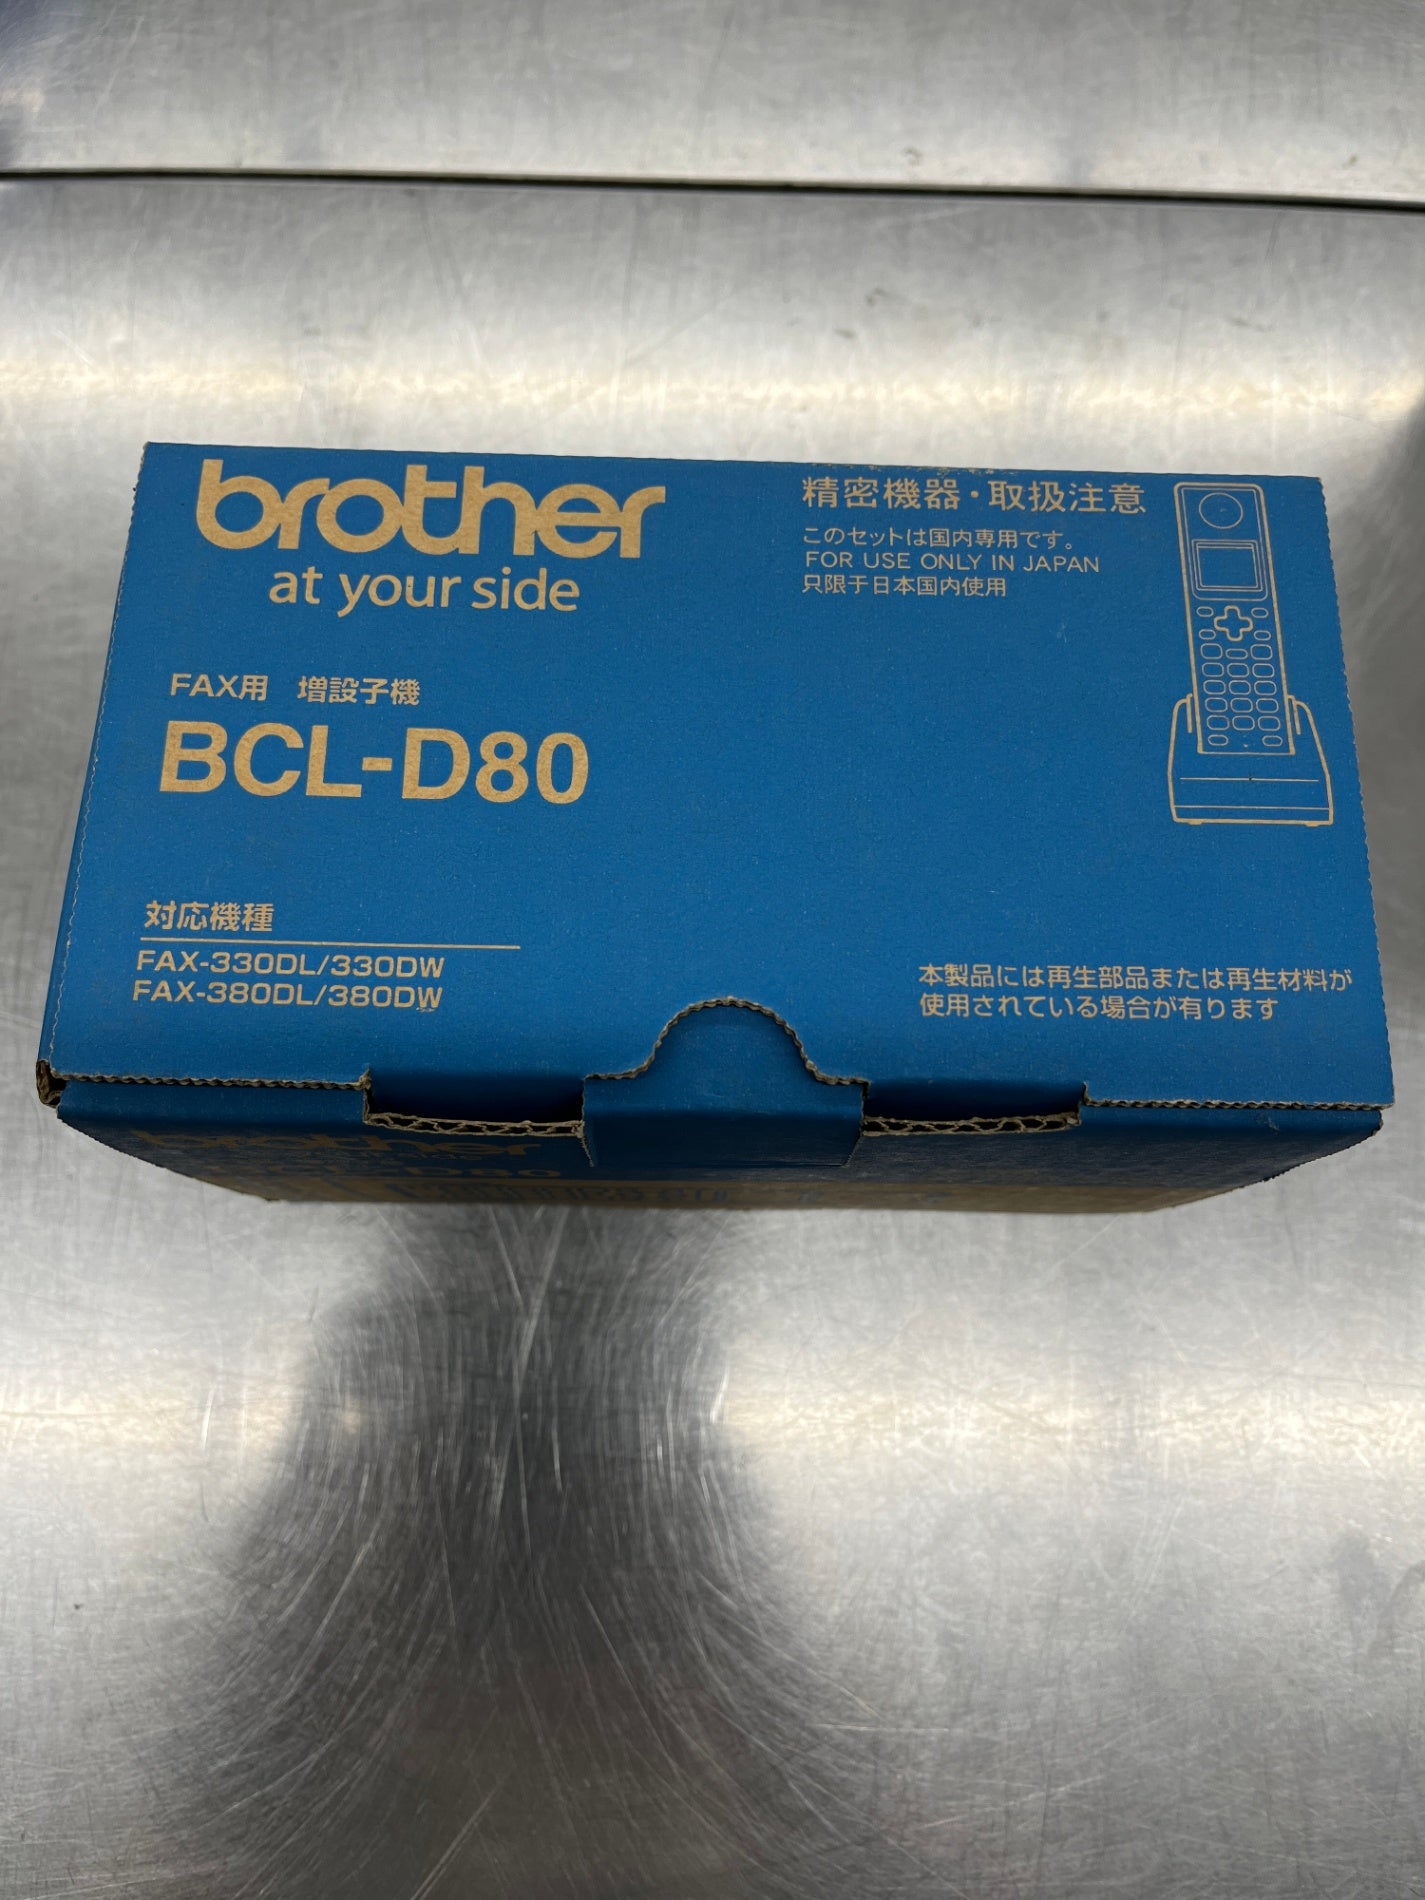 brother
at your side
精密機器・取扱注意
このセットは国内専用です。
FOR USE ONLY IN JAPAN
只限于日本国内使用
FAX用 増設子機
BCL-D80
対応機種
FAX-330DL/330DW
FAX-380DL/380DW
本製品には再生部品または再生材料が
使用されている場合が有ります
brother